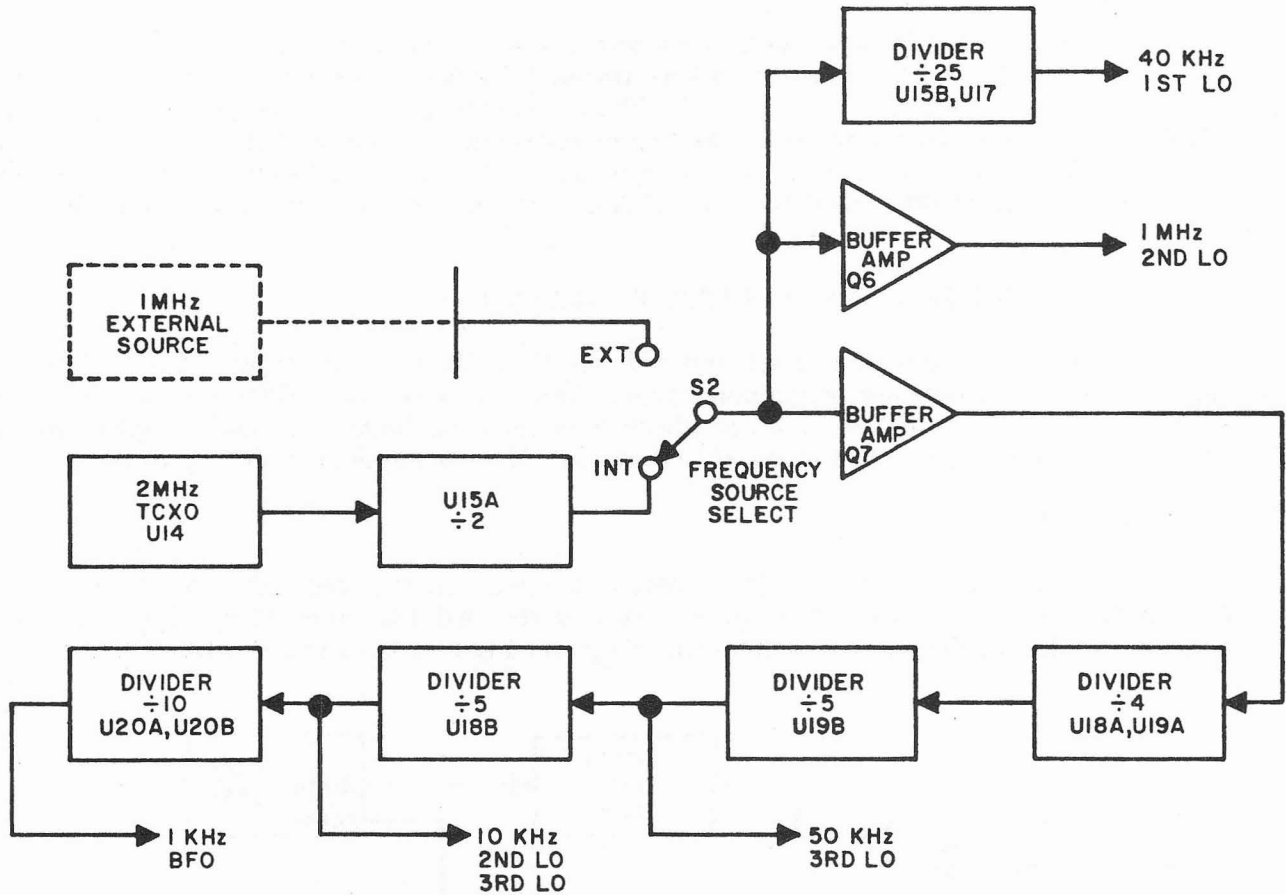 DIVIDER
÷25
U15B,U17
40 KHz
1ST LO
BUFFER
AMP
Q6
1 MHz
2ND LO
1MHz
EXTERNAL
SOURCE
EXT
S2
BUFFER
AMP
Q7
INT
FREQUENCY
SOURCE
SELECT
2MHz
TCXO
U14
U15A
÷2
DIVIDER
÷10
U20A,U20B
DIVIDER
÷5
U18B
DIVIDER
÷5
U19B
DIVIDER
÷4
U18A,U19A
1 KHz
BFO
10 KHz
2ND LO
3RD LO
50 KHz
3RD LO